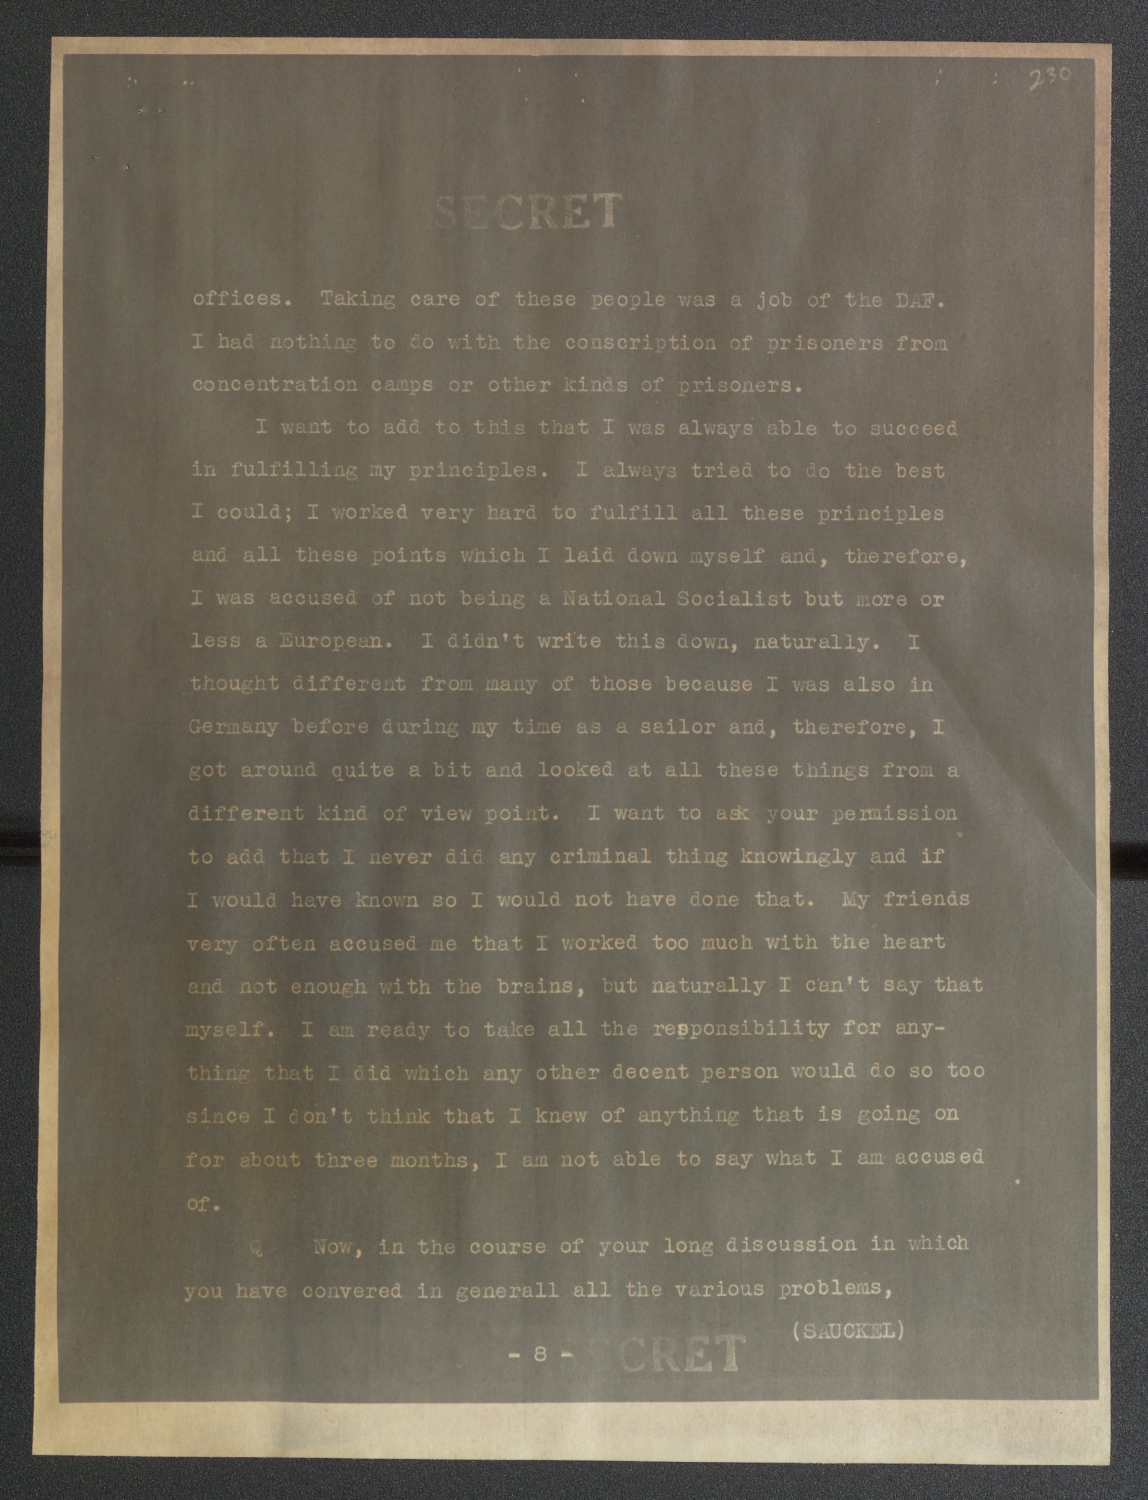 230
SECRET
offices. Taking care of these people was a job of the DAF.
I had nothing to do with the conscription of prisoners from
concentration camps or other kinds of prisoners.
I want to add to this that I was always able to succeed
in fulfilling my principles. I always tried to do the best
I could; I worked very hard to fulfill all these principles
and all these points which I laid down myself and, therefore,
I was accused of not being a National Socialist but more or
less a European. I didn't write this down, naturally. I
thought different from many of those because I was also in
Germany before during my time as a sailor and, therefore, I
got around quite a bit and looked at all these things from a
different kind of view point. I want to ask your permission
to add that I never did any criminal thing knowingly and if
I would have known so I would not have done that. My friends
very often accused me that I worked too much with the heart
and not enough with the brains, but naturally I can't say that
myself. I am ready to take all the responsibility for any-
thing that I did which any other decent person would do so too
since I don't think that I knew of anything that is going on
for about three months, I am not able to say what I am accused
of.
Q Now, in the course of your long discussion in which
you have convered in generall all the various problems,
(SAUCKEL)
- 8 -
SECRET